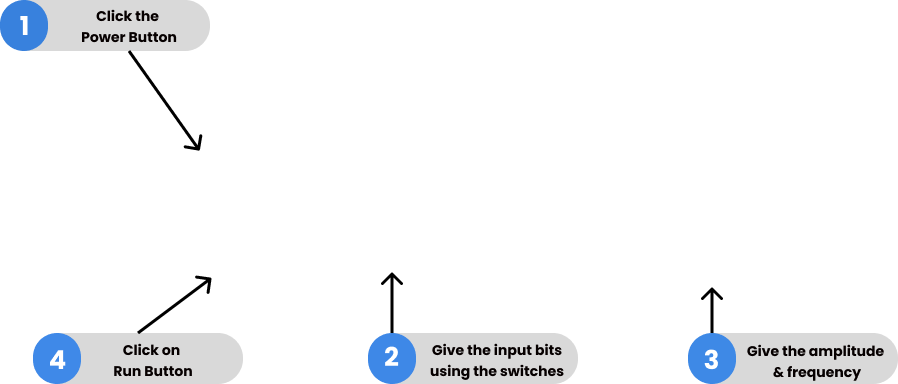 1
Click the
Power Button
4
Click on
Run Button
2
Give the input bits
using the switches
3
Give the amplitude
& frequency